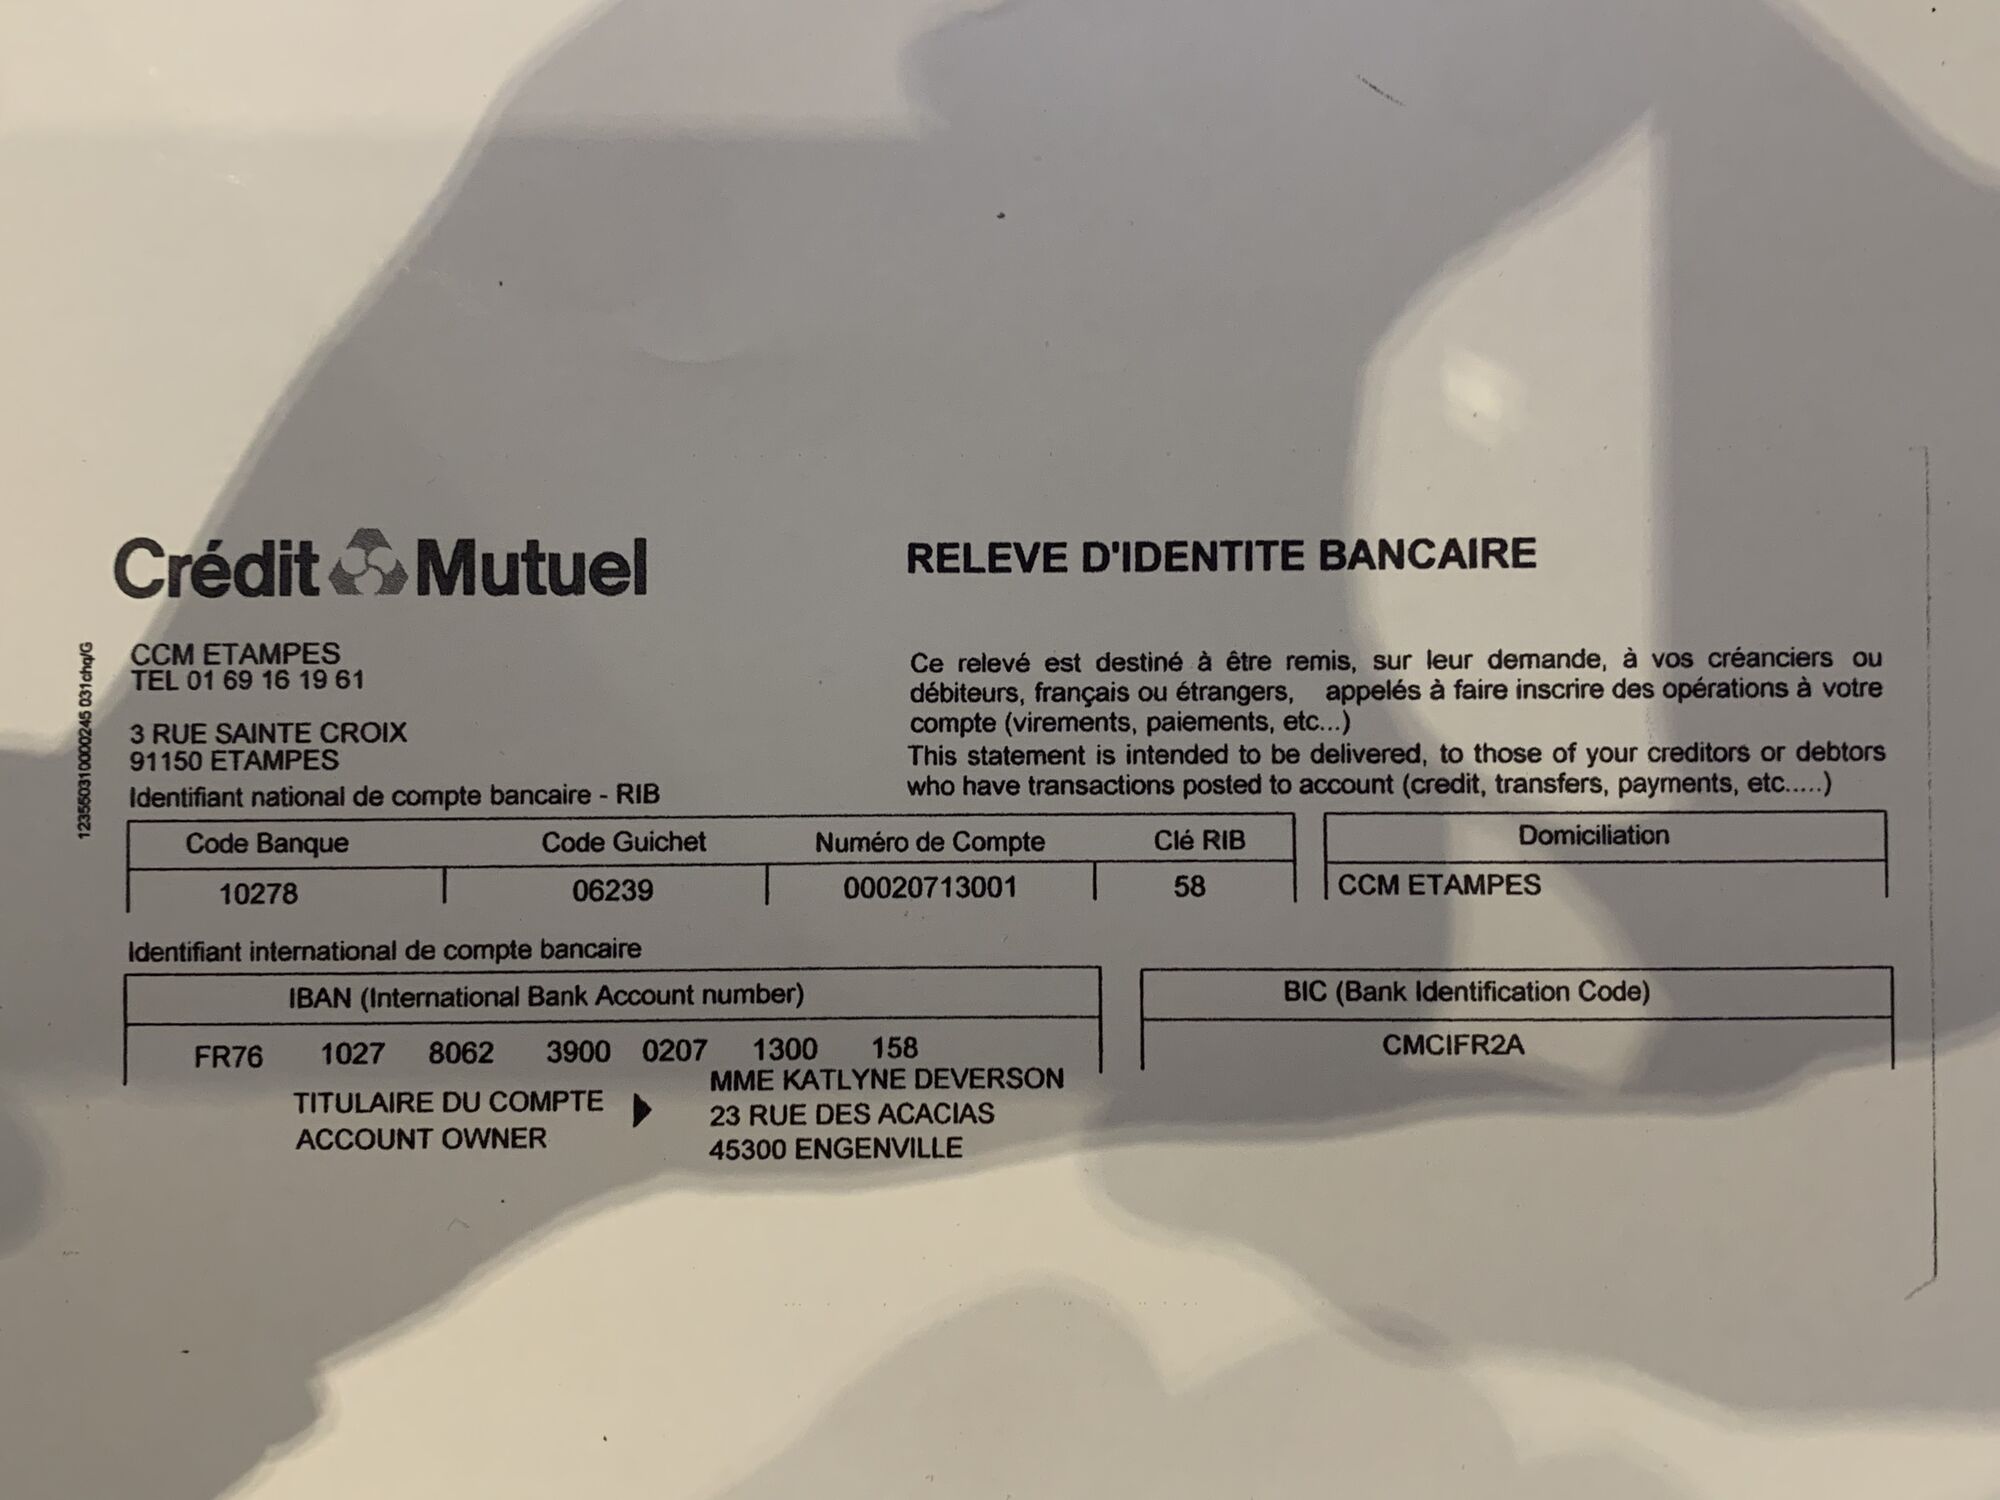 Crédit Mutuel
RELEVE D'IDENTITE BANCAIRE
CCM ETAMPES
TEL 01 69 16 19 61
3 RUE SAINTE CROIX
91150 ETAMPES
Ce relevé est destiné à être remis, sur leur demande, à vos créanciers ou
débiteurs, français ou étrangers, appelés à faire inscrire des opérations à votre
compte (virements, paiements, etc...)
This statement is intended to be delivered, to those of your creditors or debtors
who have transactions posted to account (credit, transfers, payments, etc.....)
Identifiant national de compte bancaire - RIB
Code Banque Code Guichet Numéro de Compte Clé RIB Domiciliation
10278 06239 00020713001 58 CCM ETAMPES
Identifiant international de compte bancaire
IBAN (International Bank Account number) BIC (Bank Identification Code)
FR76 1027 8062 3900 0207 1300 158 CMCIFR2A
TITULAIRE DU COMPTE
ACCOUNT OWNER
MME KATLYNE DEVERSON
23 RUE DES ACACIAS
45300 ENGENVILLE